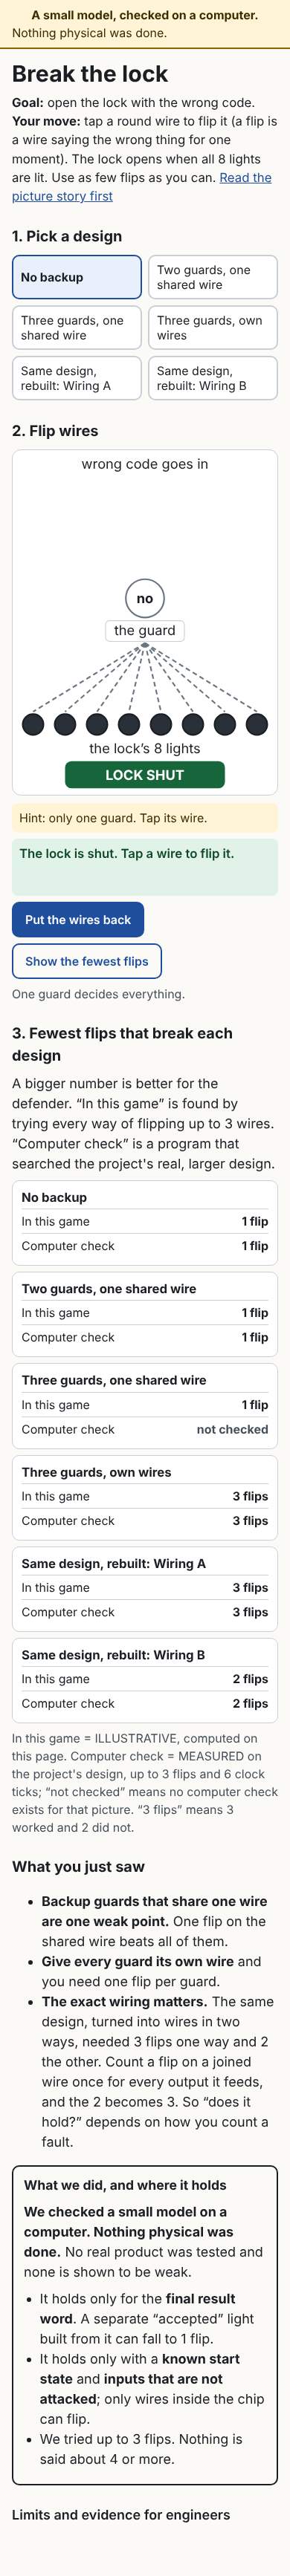 A small model, checked on a computer.
Nothing physical was done.
Break the lock
Goal: open the lock with the wrong code.
Your move: tap a round wire to flip it (a flip is
a wire saying the wrong thing for one
moment). The lock opens when all 8 lights
are lit. Use as few flips as you can. Read the
picture story first
1. Pick a design
No backup
Two guards, one
shared wire
Three guards, one
shared wire
Three guards, own
wires
Same design,
rebuilt: Wiring A
Same design,
rebuilt: Wiring B
2. Flip wires
wrong code goes in
no
the guard
the lock’s 8 lights
LOCK SHUT
Hint: only one guard. Tap its wire.
The lock is shut. Tap a wire to flip it.
Put the wires back
Show the fewest flips
One guard decides everything.
3. Fewest flips that break each
design
A bigger number is better for the
defender. “In this game” is found by
trying every way of flipping up to 3 wires.
“Computer check” is a program that
searched the project's real, larger design.
No backup
In this game 1 flip
Computer check 1 flip
Two guards, one shared wire
In this game 1 flip
Computer check 1 flip
Three guards, one shared wire
In this game 1 flip
Computer check not checked
Three guards, own wires
In this game 3 flips
Computer check 3 flips
Same design, rebuilt: Wiring A
In this game 3 flips
Computer check 3 flips
Same design, rebuilt: Wiring B
In this game 2 flips
Computer check 2 flips
In this game = ILLUSTRATIVE, computed on
this page. Computer check = MEASURED on
the project's design, up to 3 flips and 6 clock
ticks; “not checked” means no computer check
exists for that picture. “3 flips” means 3
worked and 2 did not.
What you just saw
• Backup guards that share one wire
are one weak point. One flip on the
shared wire beats all of them.
• Give every guard its own wire and
you need one flip per guard.
• The exact wiring matters. The same
design, turned into wires in two
ways, needed 3 flips one way and 2
the other. Count a flip on a joined
wire once for every output it feeds,
and the 2 becomes 3. So “does it
hold?” depends on how you count a
fault.
What we did, and where it holds
We checked a small model on a
computer. Nothing physical was
done. No real product was tested and
none is shown to be weak.
• It holds only for the final result
word. A separate “accepted” light
built from it can fall to 1 flip.
• It holds only with a known start
state and inputs that are not
attacked; only wires inside the chip
can flip.
• We tried up to 3 flips. Nothing is
said about 4 or more.
Limits and evidence for engineers